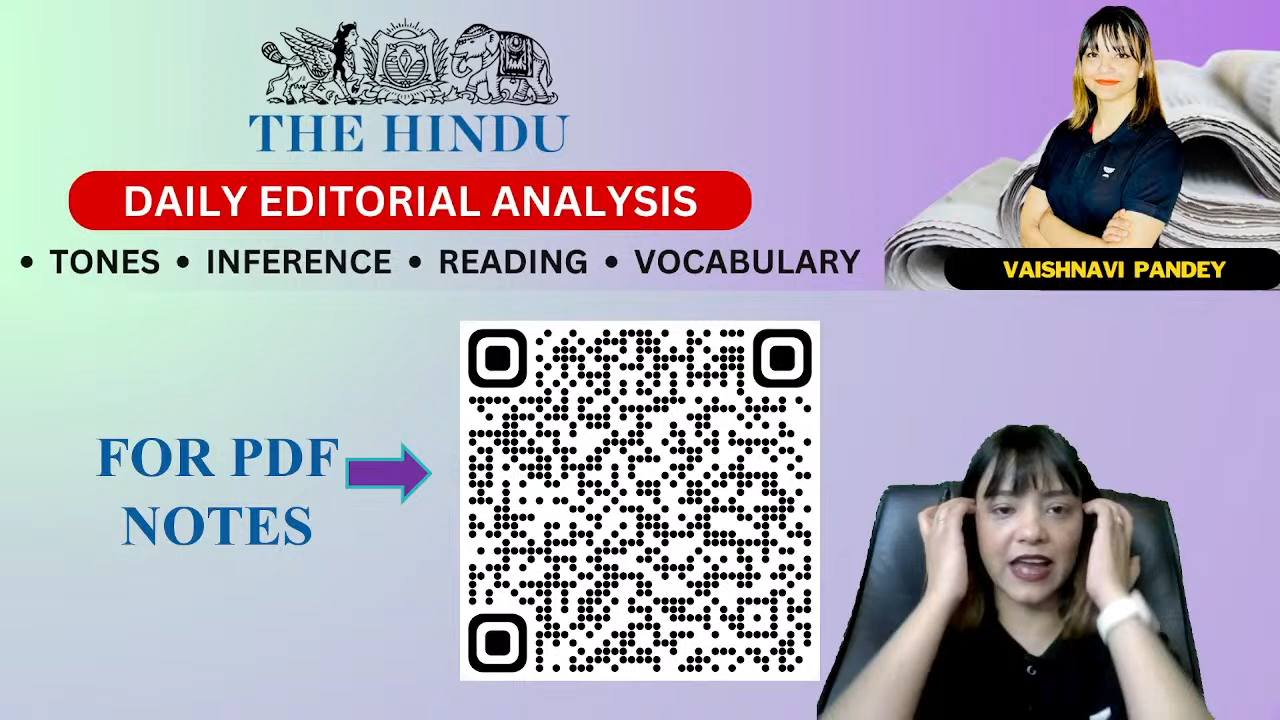 THE HINDU
DAILY EDITORIAL ANALYSIS
• TONES • INFERENCE • READING • VOCABULARY
VAISHNAVI PANDEY
FOR PDF
NOTES